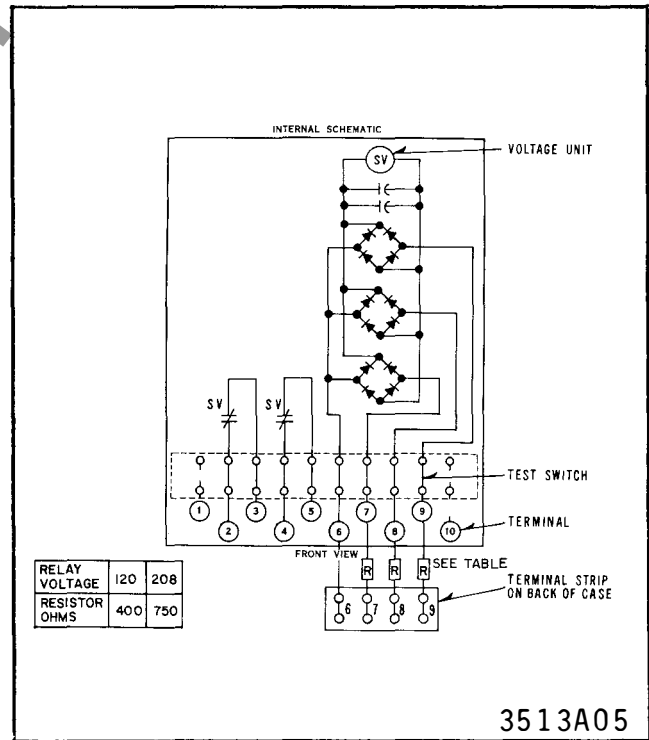 INTERNAL SCHEMATIC
SV
VOLTAGE UNIT
SV
SV
TEST SWITCH
1
2
3
4
5
6
7
8
9
10
TERMINAL
FRONT VIEW
R
R
R
SEE TABLE
6
7
8
9
TERMINAL STRIP
ON BACK OF CASE
RELAY VOLTAGE 120 208
RESISTOR OHMS 400 750
3513A05